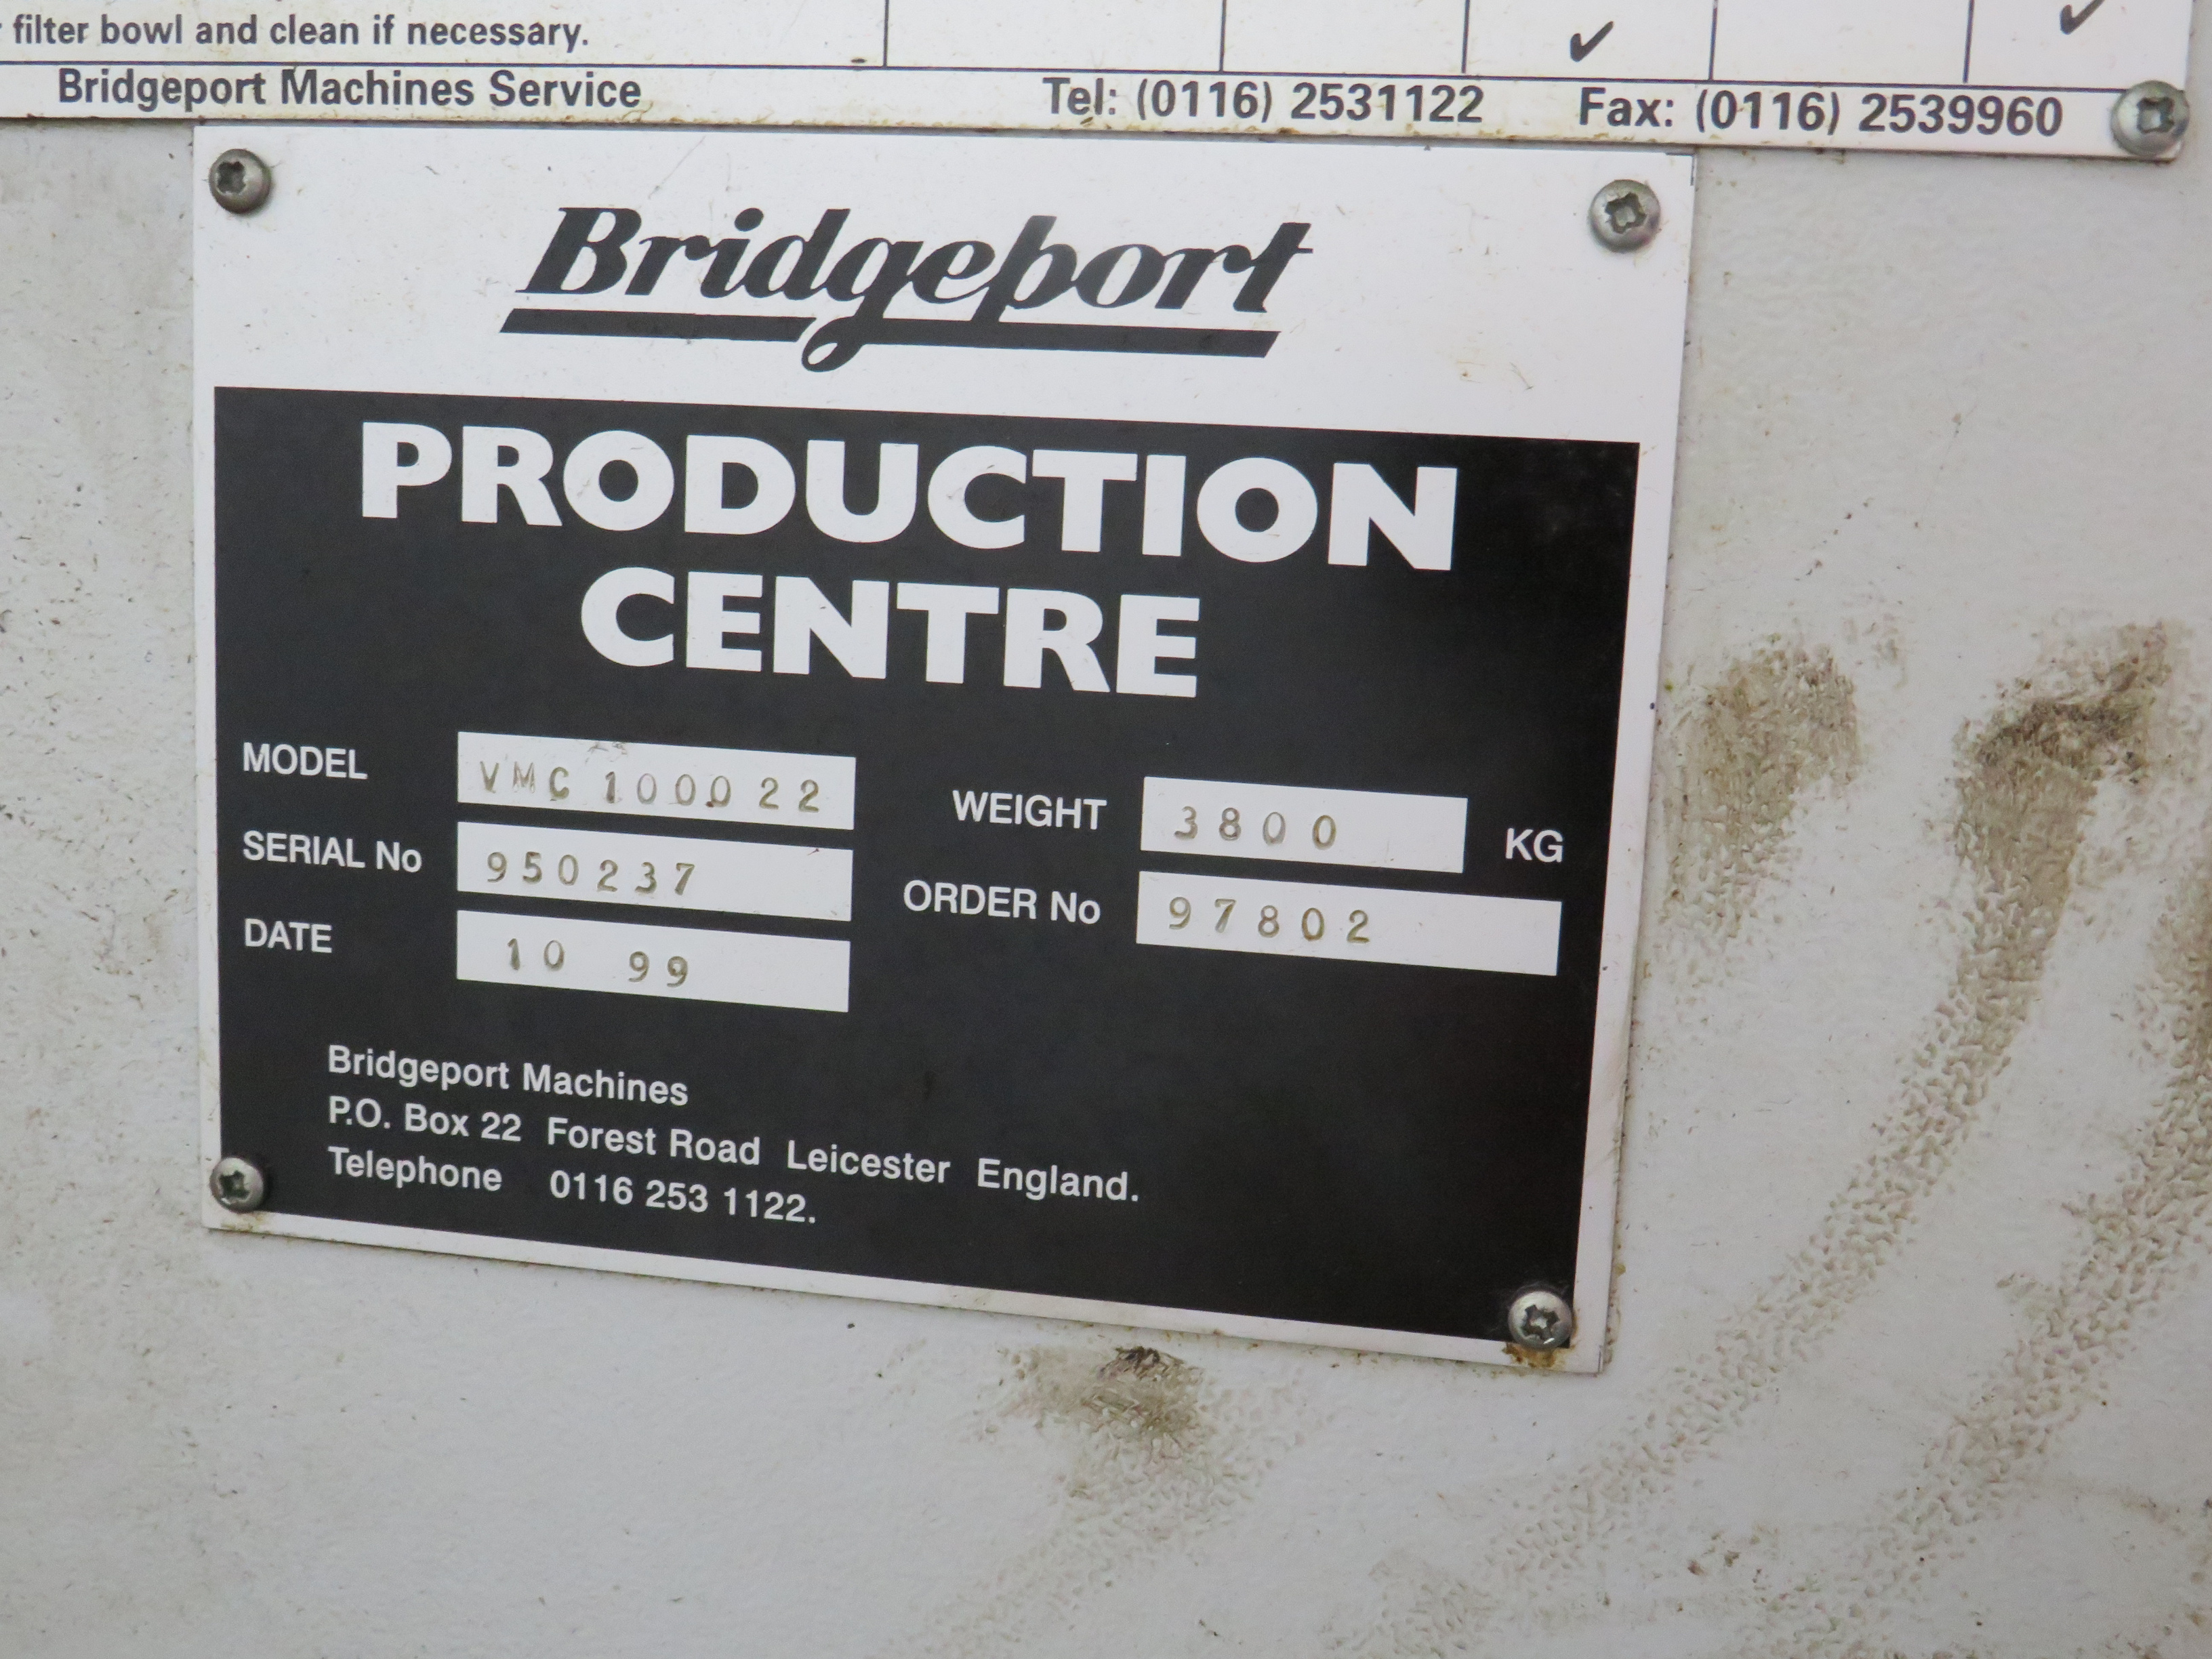 filter bowl and clean if necessary.
✓ ✓
Bridgeport Machines Service Tel: (0116) 2531122 Fax: (0116) 2539960
Bridgeport
PRODUCTION
CENTRE
MODEL VMC 1000 22
WEIGHT 3800 KG
SERIAL No 950237
ORDER No 97802
DATE 10 99
Bridgeport Machines
P.O. Box 22 Forest Road Leicester England.
Telephone 0116 253 1122.